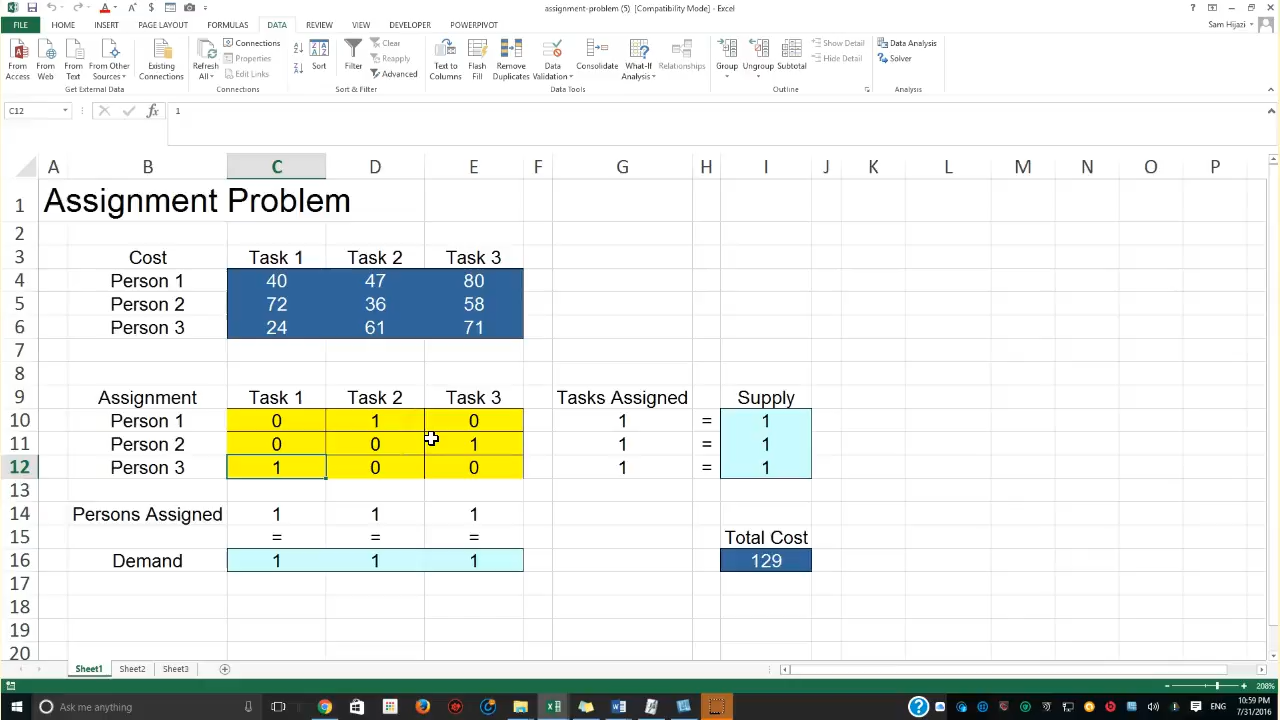 assignment-problem (5) [Compatibility Mode] - Excel
FILE HOME INSERT PAGE LAYOUT FORMULAS DATA REVIEW VIEW DEVELOPER POWERPIVOT Sam Hijazi
From Access
From Web
From Text
From Other Sources
Existing Connections
Refresh All
Connections
Properties
Edit Links
Sort
Filter
Clear
Reapply
Advanced
Text to Columns
Flash Fill
Remove Duplicates
Data Validation
Consolidate
What-If Analysis
Relationships
Group
Ungroup
Subtotal
Show Detail
Hide Detail
Data Analysis
Solver
Get External Data Connections Sort & Filter Data Tools Outline Analysis
C12 fx 1
A B C D E F G H I J K L M N O P
1 Assignment Problem
2
3 Cost Task 1 Task 2 Task 3
4 Person 1 40 47 80
5 Person 2 72 36 58
6 Person 3 24 61 71
7
8
9 Assignment Task 1 Task 2 Task 3 Tasks Assigned Supply
10 Person 1 0 1 0 1 = 1
11 Person 2 0 0 1 1 = 1
12 Person 3 1 0 0 1 = 1
13
14 Persons Assigned 1 1 1
15 = = = Total Cost
16 Demand 1 1 1 129
17
18
19
20
Sheet1 Sheet2 Sheet3
208%
Ask me anything
ENG
10:59 PM
7/31/2016